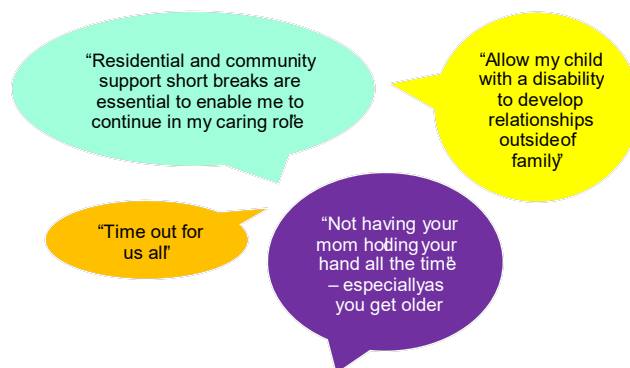 “Residential and community
support short breaks are
essential to enable me to
continue in my caring role”
“Allow my child
with a disability
to develop
relationships
outside of
family”
“Time out for
us all”
“Not having your
mom holding your
hand all the time”
– especially as
you get older